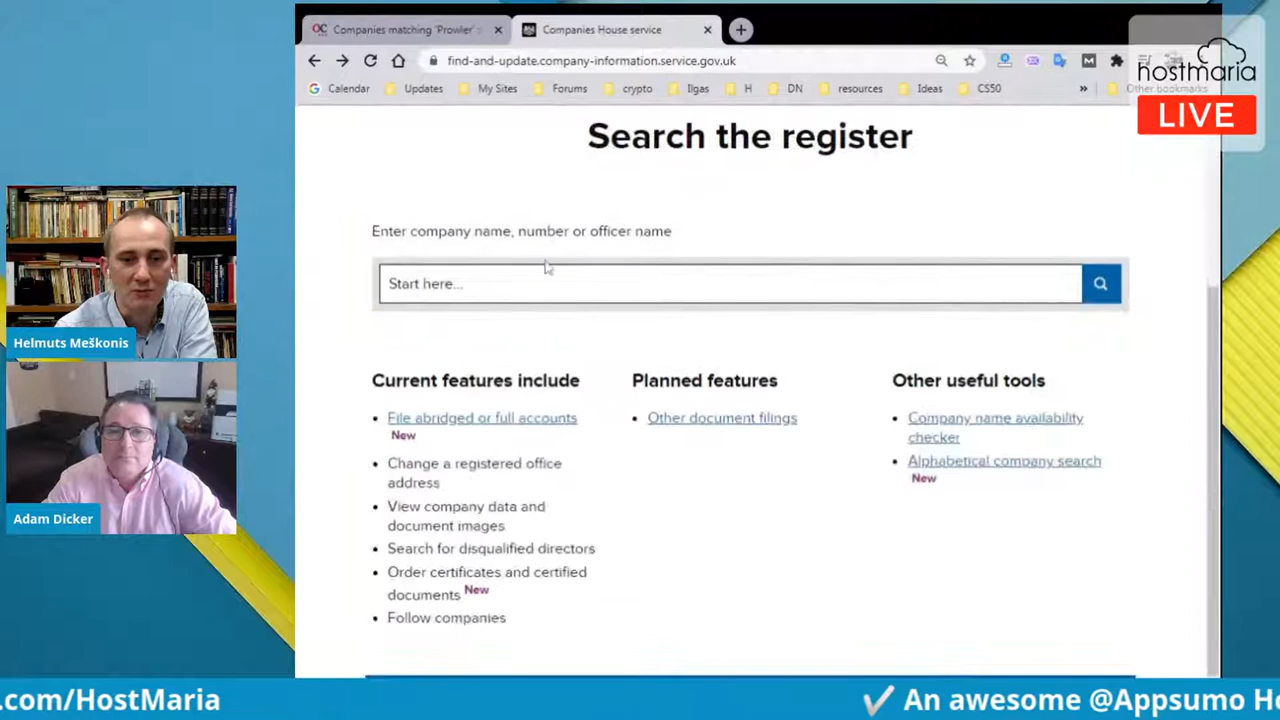 Companies matching 'Prowler'
Companies House service
hostmaria
LIVE
find-and-update.company-information.service.gov.uk
Calendar
Updates
My Sites
Forums
crypto
Ilgas
H
DN
resources
Ideas
CS50
Other bookmarks
Search the register
Enter company name, number or officer name
Start here...
Helmuts Meškonis
Adam Dicker
Current features include
File abridged or full accounts
New
Change a registered office
address
View company data and
document images
Search for disqualified directors
Order certificates and certified
documents New
Follow companies
Planned features
Other document filings
Other useful tools
Company name availability
checker
Alphabetical company search
New
.com/HostMaria
✓ An awesome @Appsumo Ho